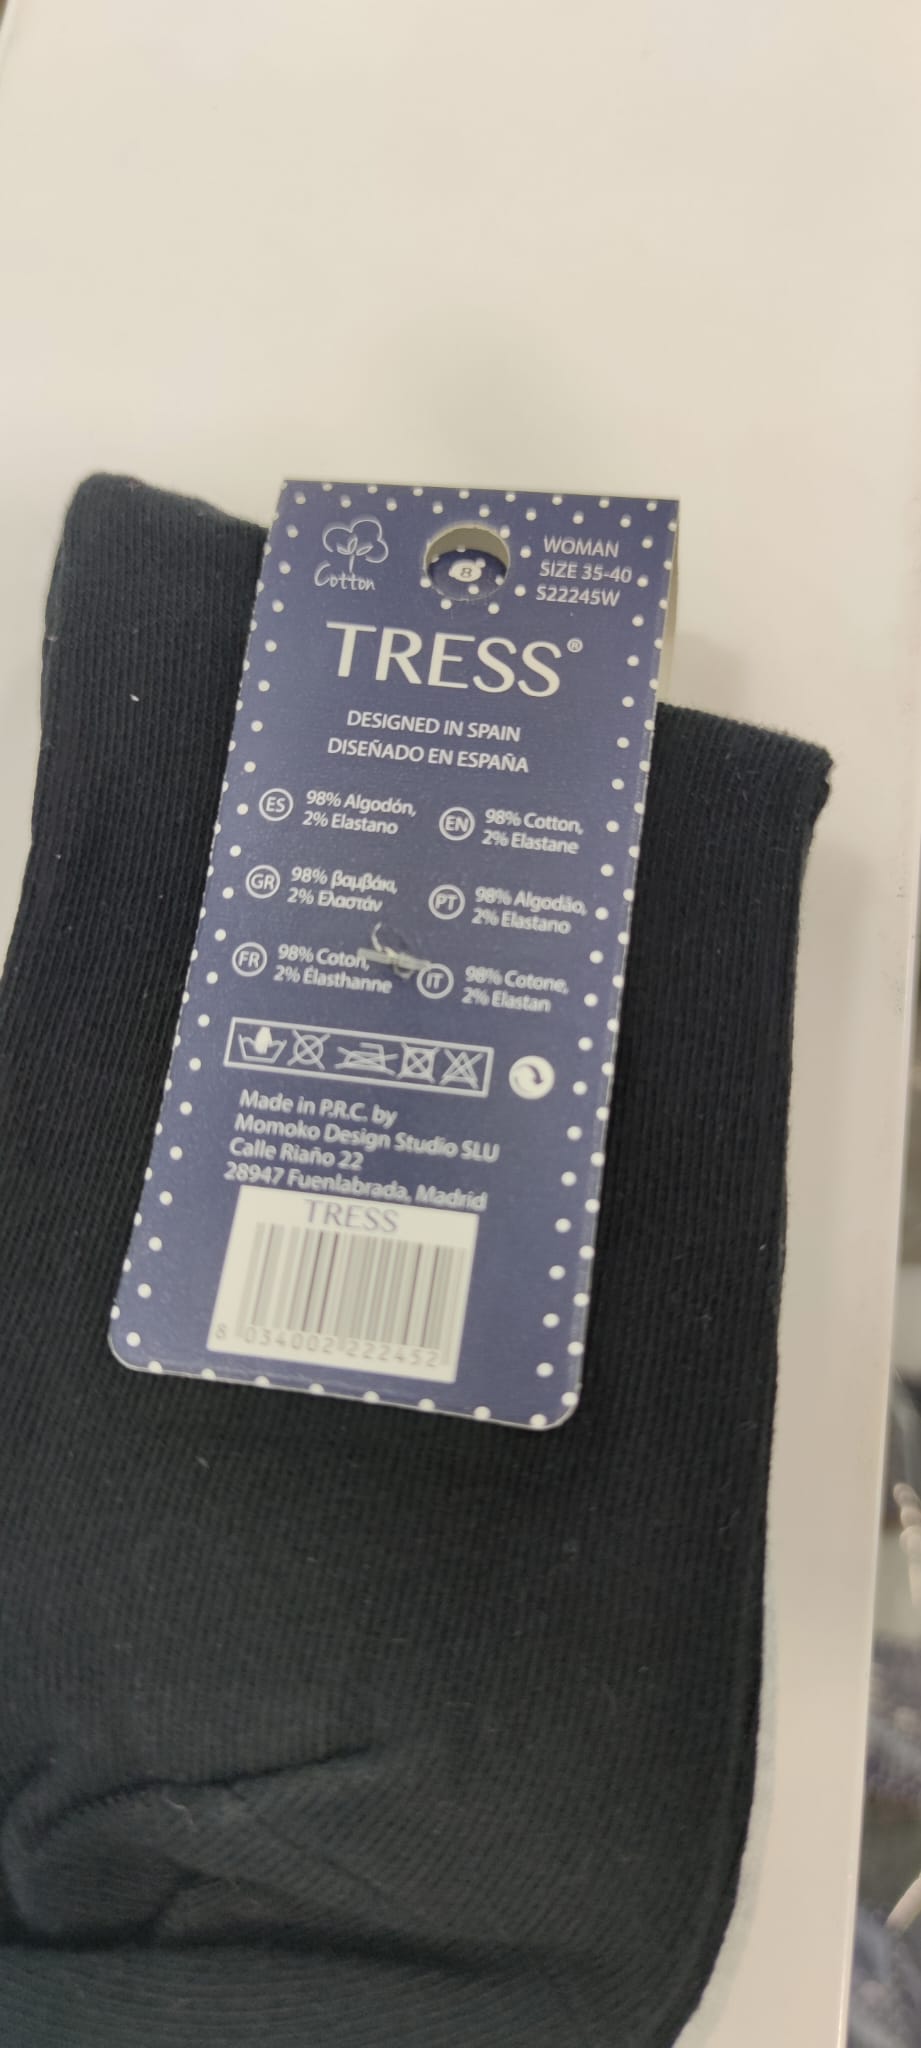 Cotton
8
WOMAN
SIZE 35-40
S22245W
TRESS®
DESIGNED IN SPAIN
DISEÑADO EN ESPAÑA
ES 98% Algodón,
2% Elastano
EN 98% Cotton,
2% Elastane
GR 98% βαμβάκι,
2% Ελαστάν
PT 98% Algodão,
2% Elastano
FR 98% Coton,
2% Élasthanne
IT 98% Cotone,
2% Elastan
Made in P.R.C. by
Momoko Design Studio SLU
Calle Riaño 22
28947 Fuenlabrada, Madrid
TRESS
8 034002 222452